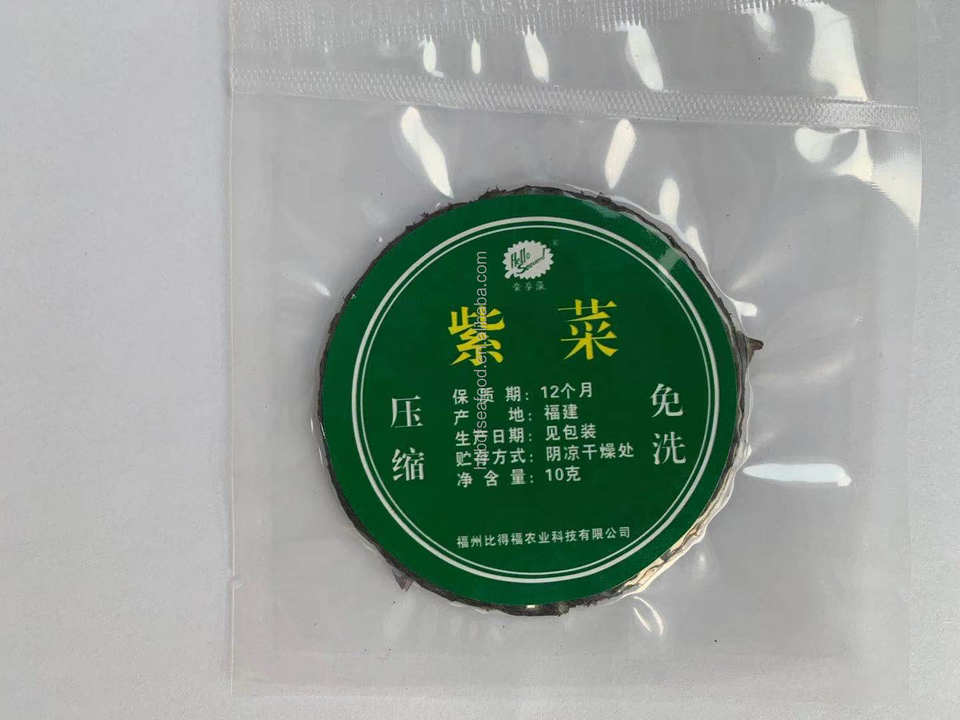 Hello
紫菜
压缩
免洗
保质期：12个月
产地：福建
生产日期：见包装
贮存方式：阴凉干燥处
净含量：10克
福州比得福农业科技有限公司